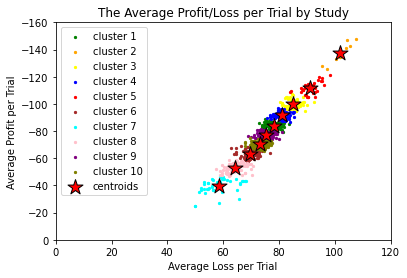 The Average Profit/Loss per Trial by Study
−160
−140
−120
−100
−80
−60
−40
−20
0
Average Profit per Trial
cluster 1
cluster 2
cluster 3
cluster 4
cluster 5
cluster 6
cluster 7
cluster 8
cluster 9
cluster 10
centroids
0 20 40 60 80 100 120
Average Loss per Trial